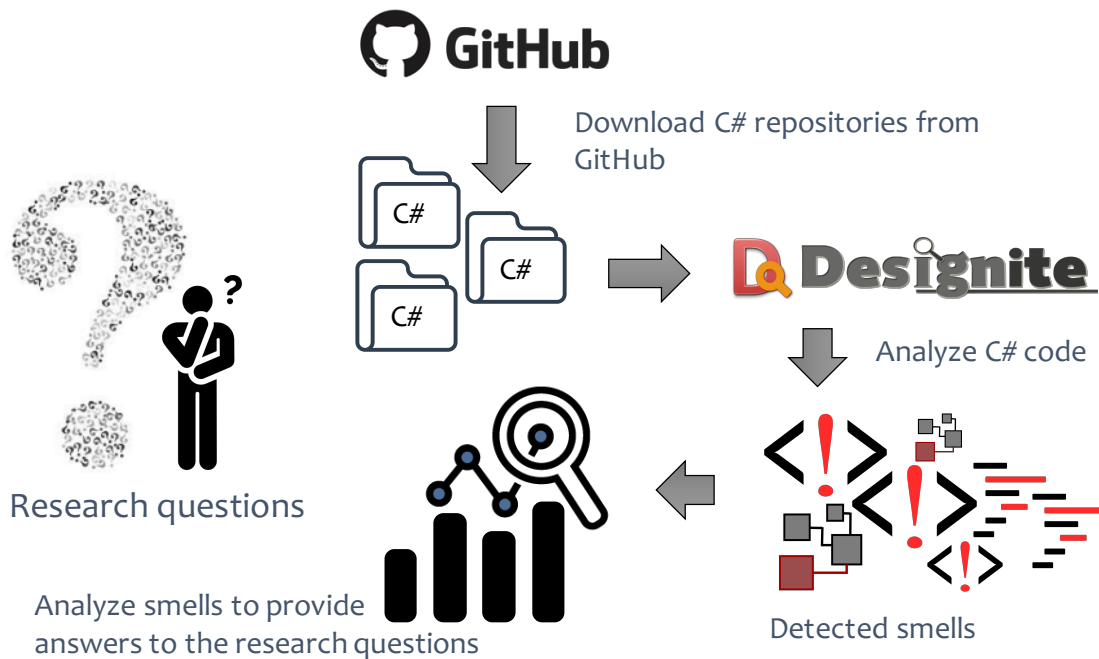 GitHub
Download C# repositories from
GitHub
C#
C#
C#
Designite
?
Analyze C# code
Research questions
Analyze smells to provide
answers to the research questions
Detected smells